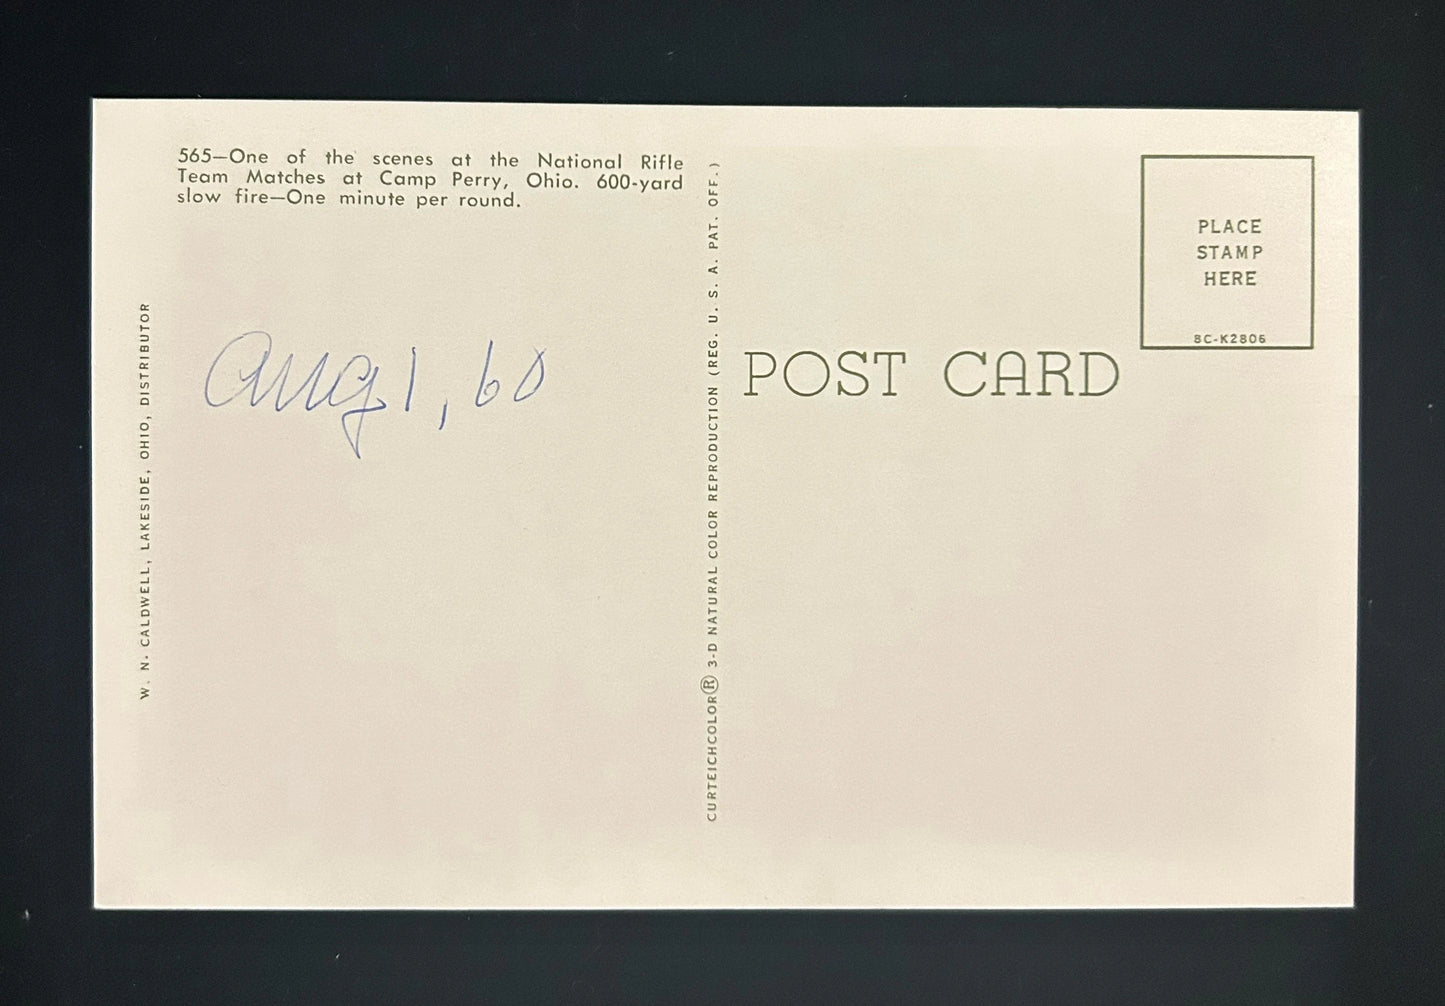 565—One of the scenes at the National Rifle
Team Matches at Camp Perry, Ohio. 600-yard
slow fire—One minute per round.
W. N. CALDWELL, LAKESIDE, OHIO, DISTRIBUTOR
Aug 1, 60
CURTEICHCOLOR® 3-D NATURAL COLOR REPRODUCTION (REG. U. S. A. PAT. OFF.)
POST CARD
PLACE
STAMP
HERE
8C-K2806